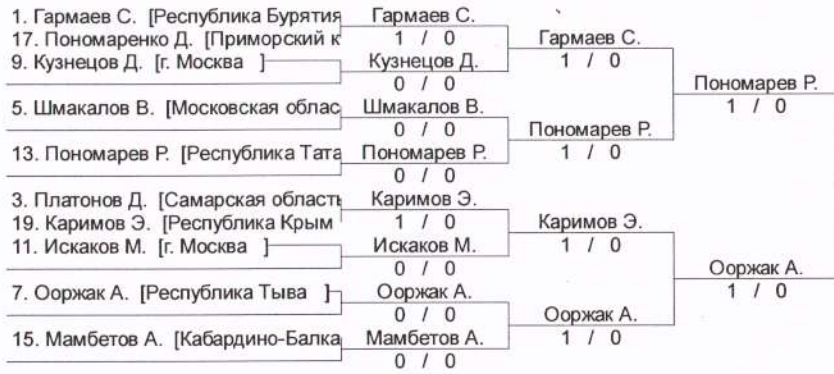 1. Гармаев С. [Республика Бурятия
17. Пономаренко Д. [Приморский к
9. Кузнецов Д. [г. Москва ]
5. Шмакалов В. [Московская облас
13. Пономарев Р. [Республика Тата
3. Платонов Д. [Самарская область
19. Каримов Э. [Республика Крым
11. Искаков М. [г. Москва ]
7. Ооржак А. [Республика Тыва ]
15. Мамбетов А. [Кабардино-Балка
Гармаев С.
1 / 0
Кузнецов Д.
0 / 0
Шмакалов В.
0 / 0
Пономарев Р.
0 / 0
Каримов Э.
1 / 0
Искаков М.
0 / 0
Ооржак А.
0 / 0
Мамбетов А.
0 / 0
Гармаев С.
1 / 0
Пономарев Р.
1 / 0
Каримов Э.
1 / 0
Ооржак А.
1 / 0
Пономарев Р.
1 / 0
Ооржак А.
1 / 0